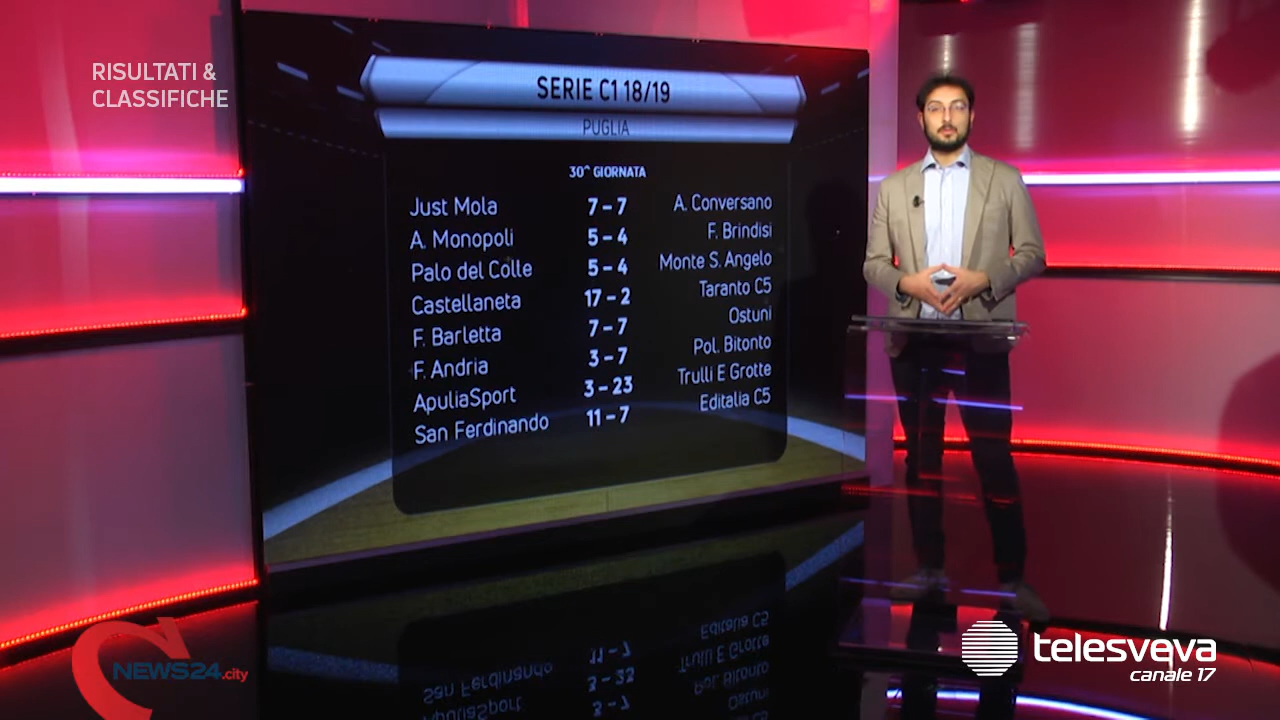 RISULTATI &
CLASSIFICHE
SERIE C1 18/19
PUGLIA
30^ GIORNATA
Just Mola 7 - 7 A. Conversano
A. Monopoli 5 - 4 F. Brindisi
Palo del Colle 5 - 4 Monte S. Angelo
Castellaneta 17 - 2 Taranto C5
F. Barletta 7 - 7 Ostuni
F. Andria 3 - 7 Pol. Bitonto
ApuliaSport 3 - 23 Trulli E Grotte
San Ferdinando 11 - 7 Editalia C5
NEWS24.city
telesveva
canale 17